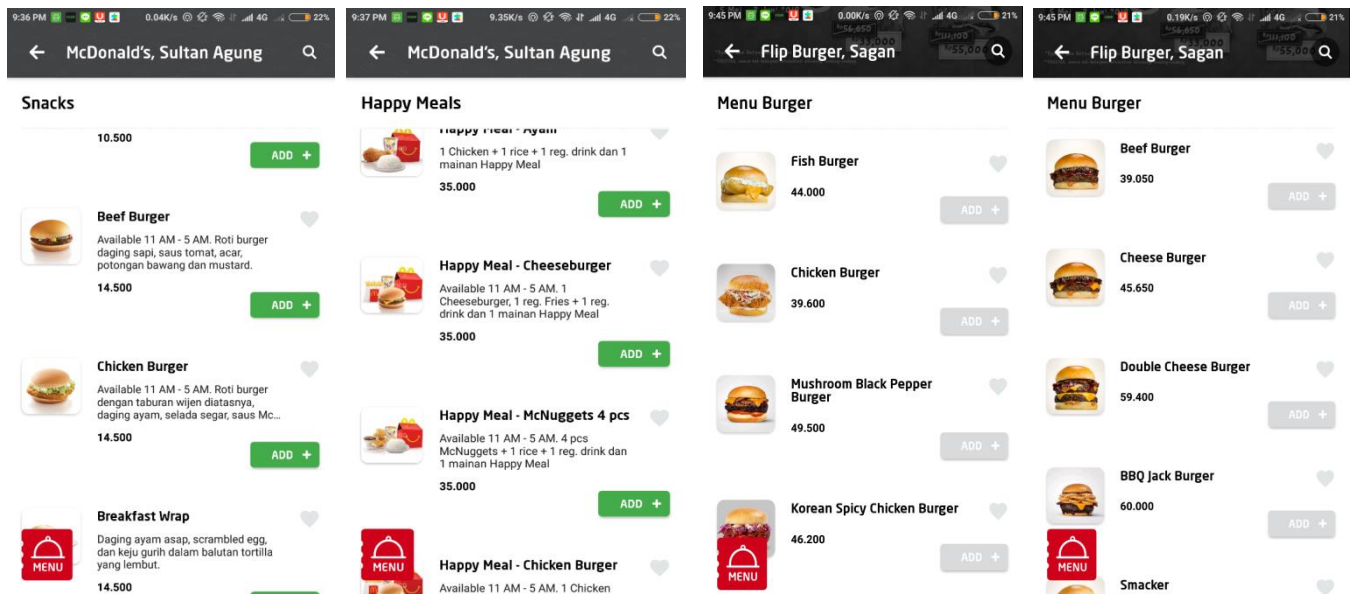 9:36 PM 0.04K/s 4G 22%
McDonald's, Sultan Agung
Snacks
10.500
ADD +
Beef Burger
Available 11 AM - 5 AM. Roti burger
daging sapi, saus tomat, acar,
potongan bawang dan mustard.
14.500
ADD +
Chicken Burger
Available 11 AM - 5 AM. Roti burger
dengan taburan wijen diatasnya,
daging ayam, selada segar, saus Mc...
14.500
ADD +
Breakfast Wrap
Daging ayam asap, scrambled egg,
dan keju gurih dalam balutan tortilla
yang lembut.
14.500
MENU
9:37 PM 9.35K/s 4G 22%
McDonald's, Sultan Agung
Happy Meals
Happy Meal - Ayam
1 Chicken + 1 rice + 1 reg. drink dan 1
mainan Happy Meal
35.000
ADD +
Happy Meal - Cheeseburger
Available 11 AM - 5 AM. 1
Cheeseburger, 1 reg. Fries + 1 reg.
drink dan 1 mainan Happy Meal
35.000
ADD +
Happy Meal - McNuggets 4 pcs
Available 11 AM - 5 AM. 4 pcs
McNuggets + 1 rice + 1 reg. drink dan
1 mainan Happy Meal
35.000
ADD +
Happy Meal - Chicken Burger
Available 11 AM - 5 AM. 1 Chicken
MENU
9:45 PM 0.00K/s 4G 21%
Flip Burger, Sagan
Menu Burger
Fish Burger
44.000
ADD +
Chicken Burger
39.600
ADD +
Mushroom Black Pepper
Burger
49.500
ADD +
Korean Spicy Chicken Burger
46.200
ADD +
MENU
9:45 PM 0.19K/s 4G 21%
Flip Burger, Sagan
Menu Burger
Beef Burger
39.050
ADD +
Cheese Burger
45.650
ADD +
Double Cheese Burger
59.400
ADD +
BBQ Jack Burger
60.000
ADD +
Smacker
MENU